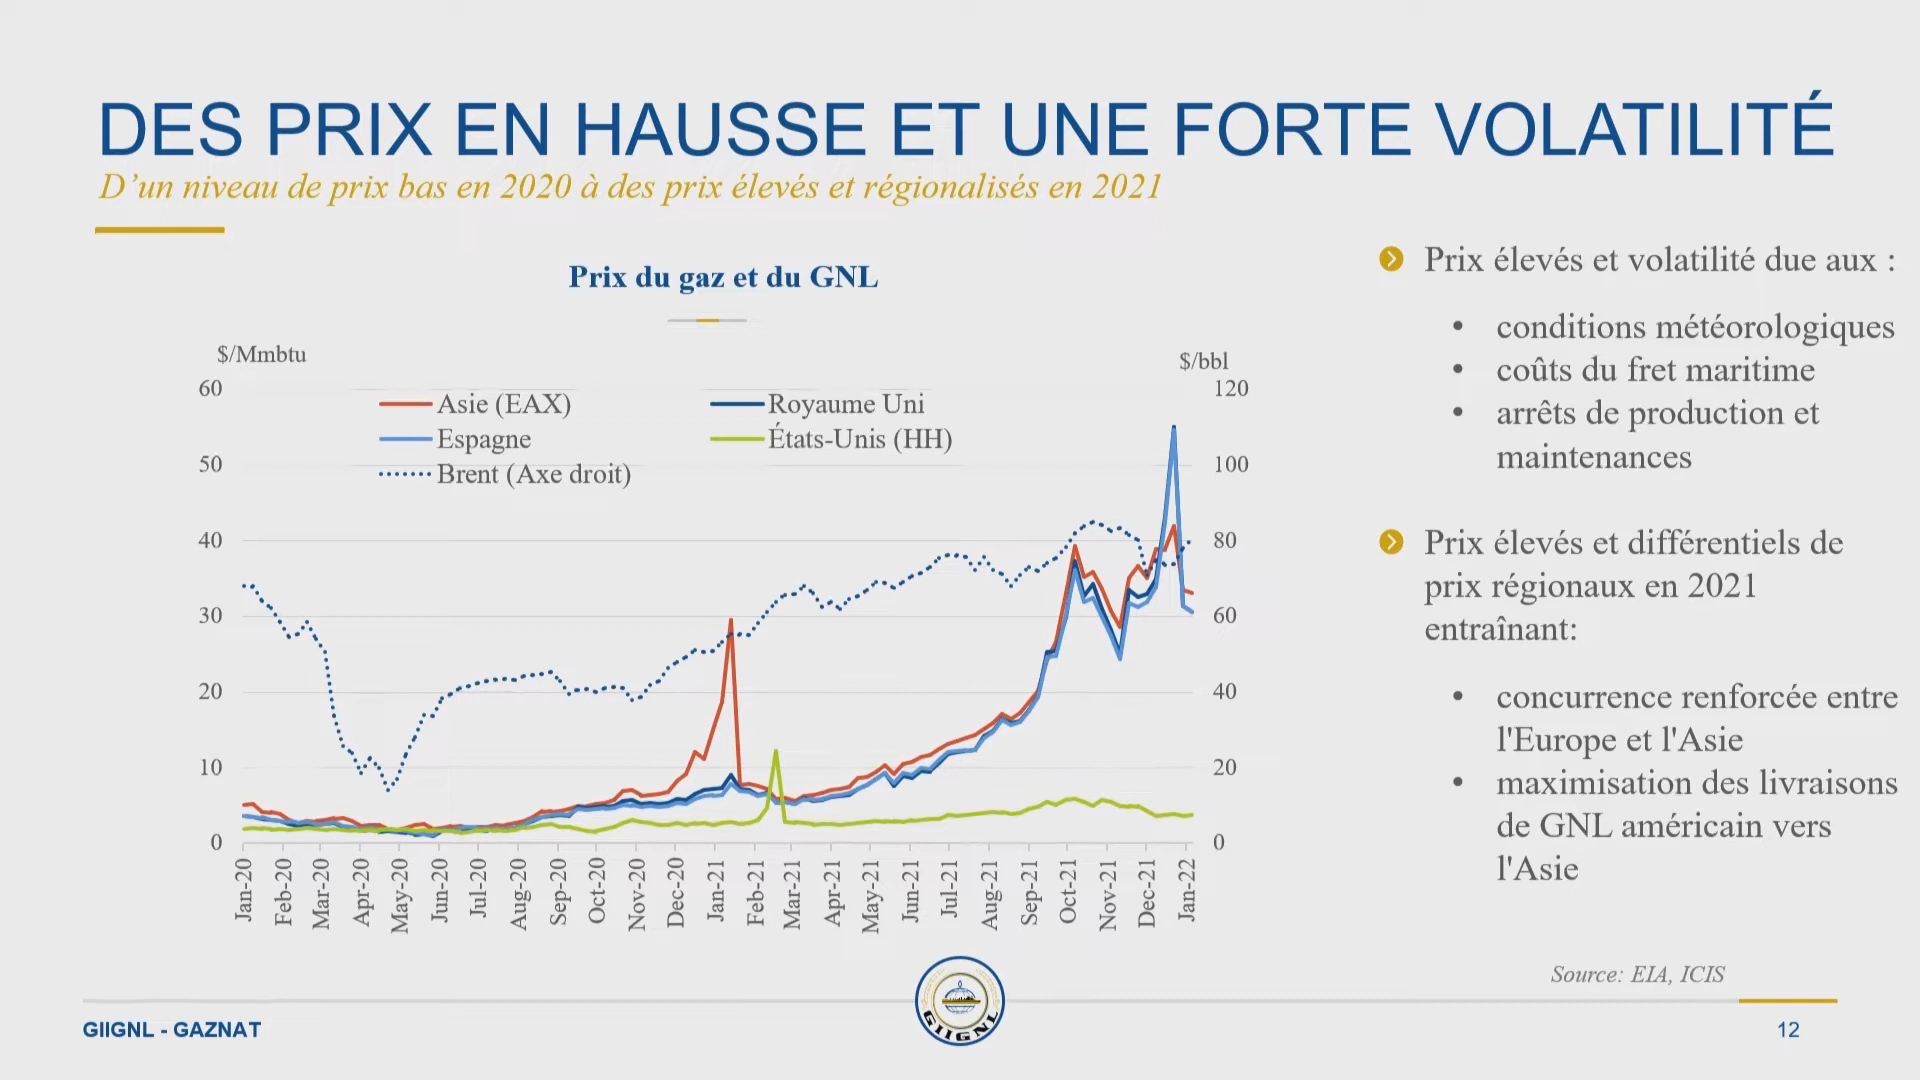 DES PRIX EN HAUSSE ET UNE FORTE VOLATILITÉ
D’un niveau de prix bas en 2020 à des prix élevés et régionalisés en 2021
Prix du gaz et du GNL
$/Mmbtu
$/bbl
60
50
40
30
20
10
0
120
100
80
60
40
20
0
Asie (EAX)
Royaume Uni
Espagne
États-Unis (HH)
Brent (Axe droit)
Jan-20
Feb-20
Mar-20
Apr-20
May-20
Jun-20
Jul-20
Aug-20
Sep-20
Oct-20
Nov-20
Dec-20
Jan-21
Feb-21
Mar-21
Apr-21
May-21
Jun-21
Jul-21
Aug-21
Sep-21
Oct-21
Nov-21
Dec-21
Jan-22
Prix élevés et volatilité due aux :
• conditions météorologiques
• coûts du fret maritime
• arrêts de production et
maintenances
Prix élevés et différentiels de
prix régionaux en 2021
entraînant:
• concurrence renforcée entre
l'Europe et l'Asie
• maximisation des livraisons
de GNL américain vers
l'Asie
Source: EIA, ICIS
GIIGNL - GAZNAT
GIIGNL
12